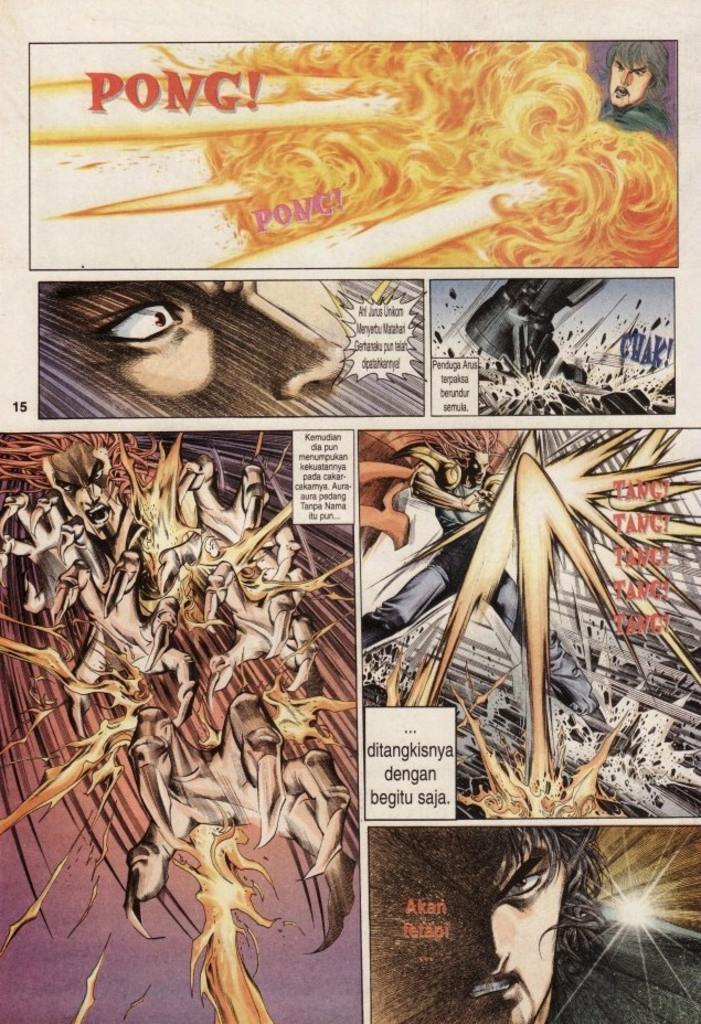 PONG!
PONG!
Ah! Jurus Unikom
Menyerbu Matahari
Gerhanaku pun telah
dipatahkannya!
Penduga Arus
terpaksa
berundur
semula.
CHAK!
15
Kemudian
dia pun
menumpukan
kekuatannya
pada cakar-
cakarnya. Aura-
aura pedang
Tanpa Nama
itu pun...
TANG!
TANG!
TANG!
TANG!
TANG!
...
ditangkisnya
dengan
begitu saja.
Akan
tetapi
...